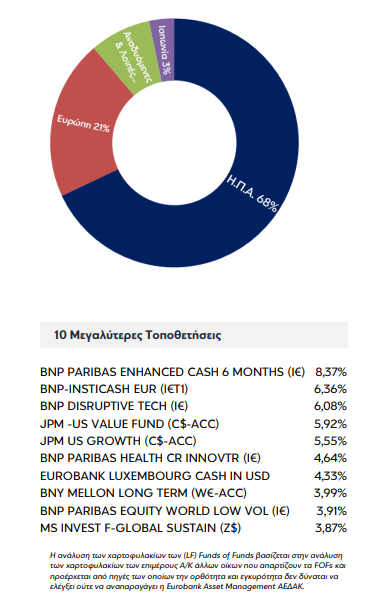 Ιαπωνία 3%
Αναδυόμενες
& Λοιπές...
Ευρώπη 21%
Η.Π.Α. 68%
10 Μεγαλύτερες Τοποθετήσεις
BNP PARIBAS ENHANCED CASH 6 MONTHS (I€) 8,37%
BNP-INSTICASH EUR (I€T1) 6,36%
BNP DISRUPTIVE TECH (I€) 6,08%
JPM -US VALUE FUND (C$-ACC) 5,92%
JPM US GROWTH (C$-ACC) 5,55%
BNP PARIBAS HEALTH CR INNOVTR (I€) 4,64%
EUROBANK LUXEMBOURG CASH IN USD 4,33%
BNY MELLON LONG TERM (W€-ACC) 3,99%
BNP PARIBAS EQUITY WORLD LOW VOL (I€) 3,91%
MS INVEST F-GLOBAL SUSTAIN (Z$) 3,87%
Η ανάλυση των χαρτοφυλακίων των (LF) Funds of Funds βασίζεται στην ανάλυση
των χαρτοφυλακίων των επιμέρους Α/Κ άλλων οίκων που απαρτίζουν τα FOFs και
προέρχεται από πηγές των οποίων την ορθότητα και εγκυρότητα δεν δύναται να
ελέγξει ούτε να αναπαραγάγει η Eurobank Asset Management ΑΕΔΑΚ.